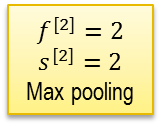 f^[2] = 2
s^[2] = 2
Max pooling